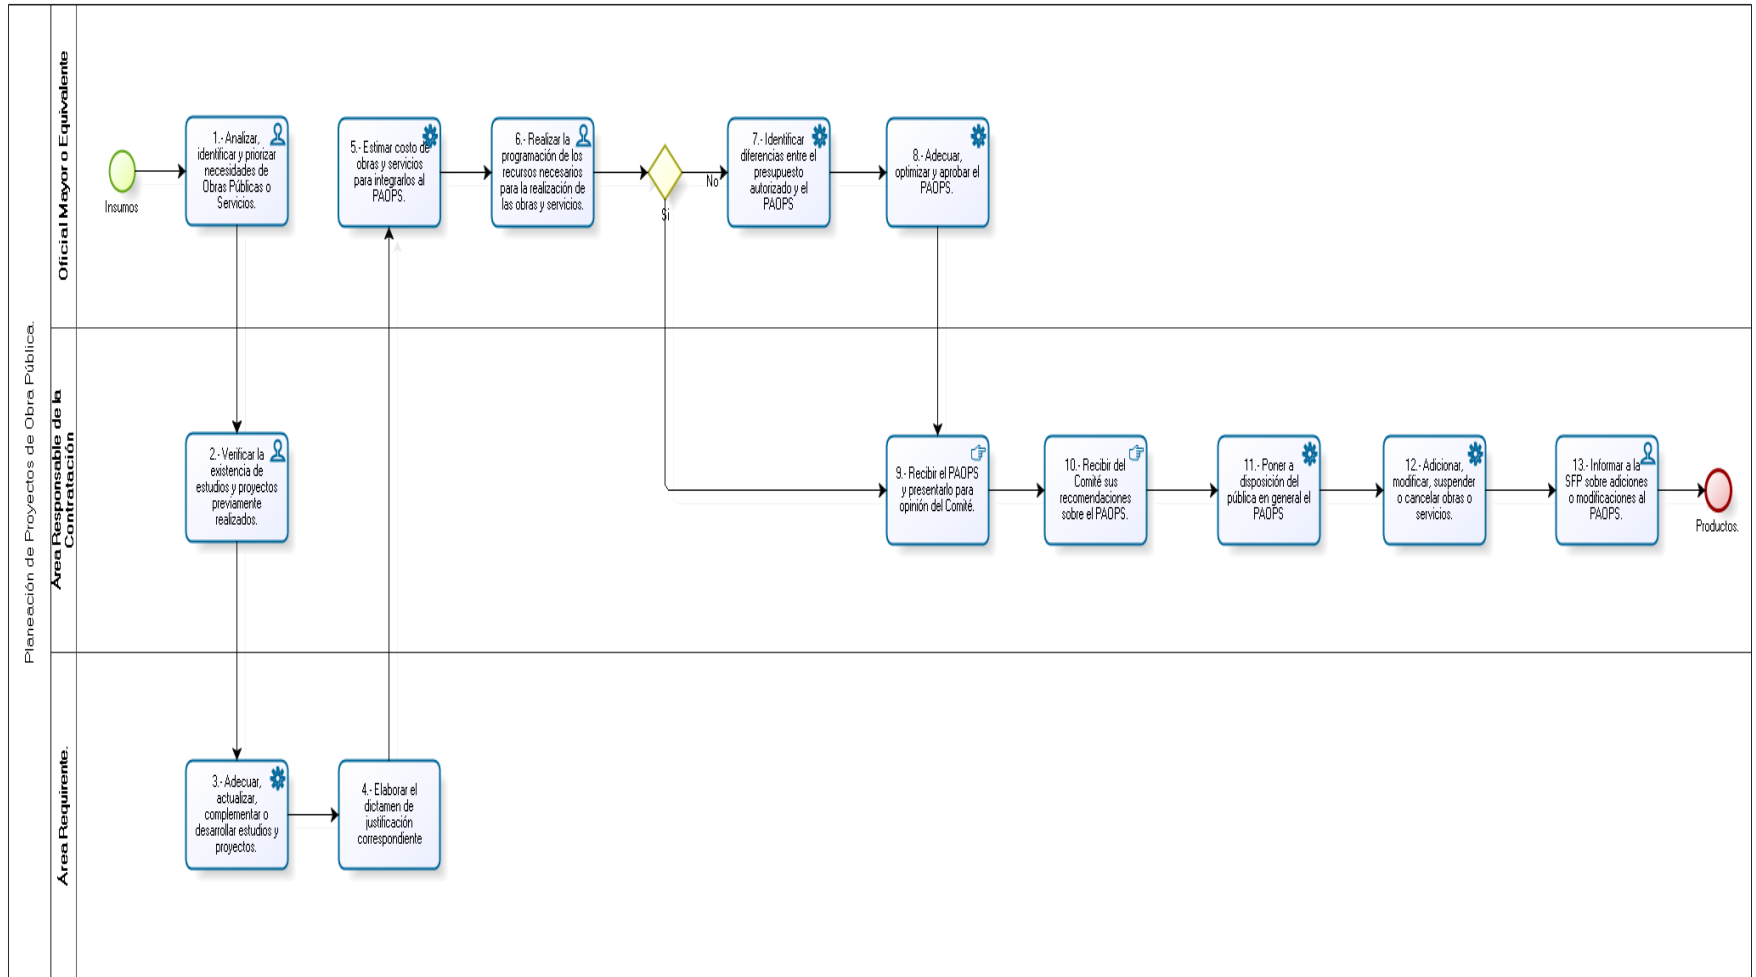 Planeación de Proyectos de Obra Pública.
Oficial Mayor o Equivalente
Insumos
1.- Analizar,
identificar y priorizar
necesidades de
Obras Públicas o
Servicios.
5.- Estimar costo de
obras y servicios
para integrarlos al
PAOPS.
6.- Realizar la
programación de los
recursos necesarios
para la realización de
las obras y servicios.
No
Si
7.- Identificar
diferencias entre el
presupuesto
autorizado y el
PAOPS
8.- Adecuar,
optimizar y aprobar el
PAOPS.
Área Responsable de la
Contratación
2.- Verificar la
existencia de
estudios y proyectos
previamente
realizados.
9.- Recibir el PAOPS
y presentarlo para
opinión del Comité.
10.- Recibir del
Comité sus
recomendaciones
sobre el PAOPS.
11.- Poner a
disposición del
pública en general el
PAOPS
12.- Adicionar,
modificar, suspender
o cancelar obras o
servicios.
13.- Informar a la
SFP sobre adiciones
o modificaciones al
PAOPS.
Productos.
Área Requirente.
3.- Adecuar,
actualizar,
complementar o
desarrollar estudios y
proyectos.
4.- Elaborar el
dictamen de
justificación
correspondiente